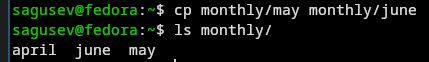 sagusev@fedora:~$ cp monthly/may monthly/june
sagusev@fedora:~$ ls monthly/
april  june  may